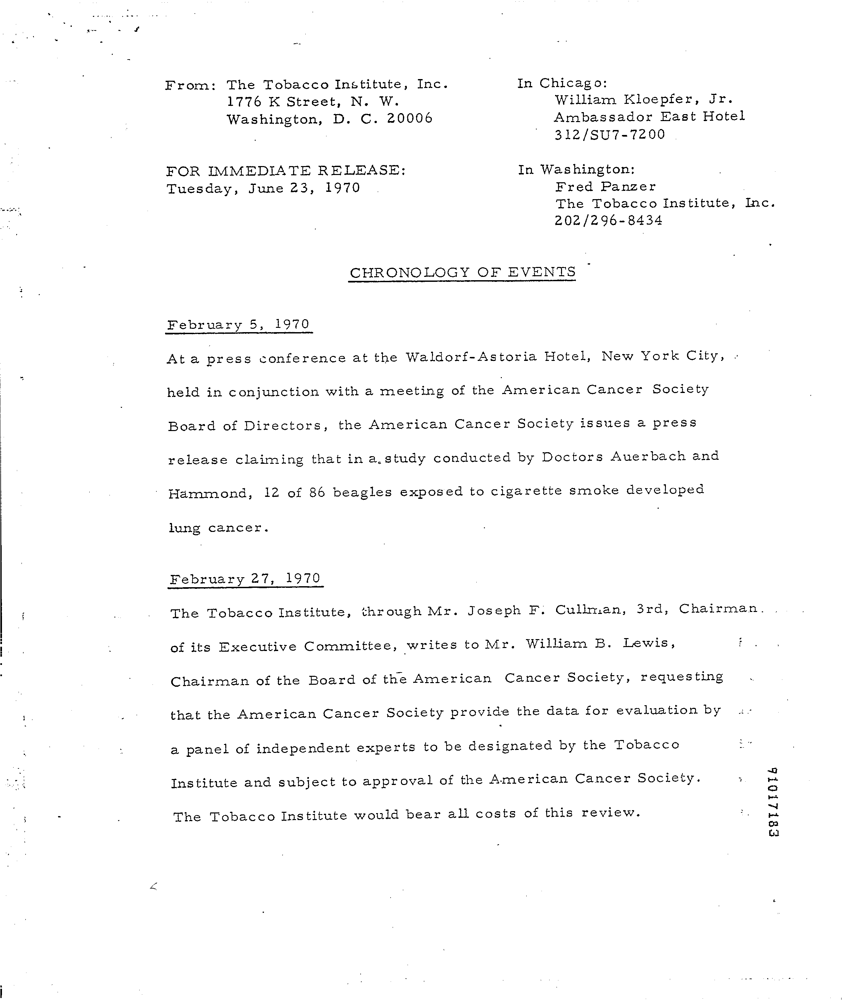 From: The Tobacco Institute, Inc.
1776 K Street, N. W.
Washington, D. C. 20006
In Chicago:
William Kloepfer, Jr.
Ambassador East Hotel
312/SU7-7200
FOR IMMEDIATE RELEASE:
Tuesday, June 23, 1970
In Washington:
Fred Panzer
The Tobacco Institute, Inc.
202/296-8434
CHRONOLOGY OF EVENTS
February 5, 1970
At a press conference at the Waldorf-Astoria Hotel, New York City,
held in conjunction with a meeting of the American Cancer Society
Board of Directors, the American Cancer Society issues a press
release claiming that in a study conducted by Doctors Auerbach and
Hammond, 12 of 86 beagles exposed to cigarette smoke developed
lung cancer.
February 27, 1970
The Tobacco Institute, through Mr. Joseph F. Cullman, 3rd, Chairman
of its Executive Committee, writes to Mr. William B. Lewis,
Chairman of the Board of the American Cancer Society, requesting
that the American Cancer Society provide the data for evaluation by
a panel of independent experts to be designated by the Tobacco
Institute and subject to approval of the American Cancer Society.
The Tobacco Institute would bear all costs of this review.
91017183